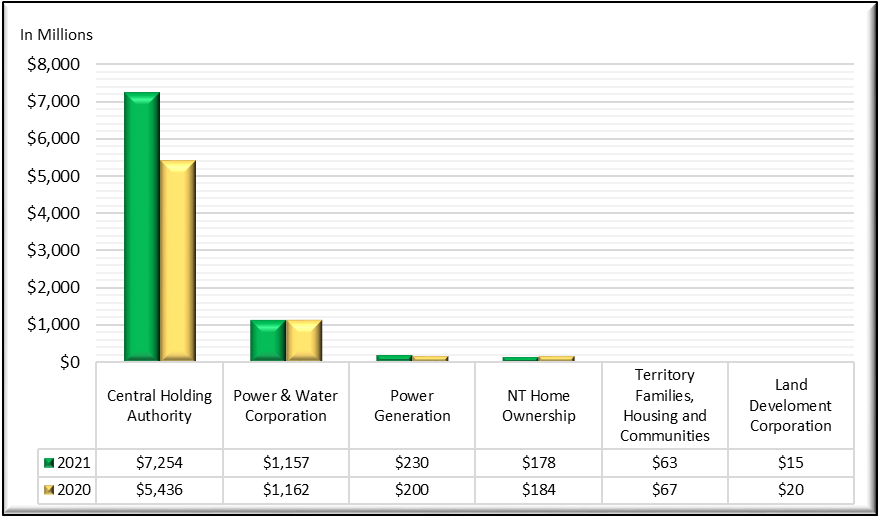 In Millions
$8,000
$7,000
$6,000
$5,000
$4,000
$3,000
$2,000
$1,000
$0
Central Holding
Authority
Power & Water
Corporation
Power
Generation
NT Home
Ownership
Territory
Families,
Housing and
Communities
Land
Develoment
Corporation
2021 $7,254 $1,157 $230 $178 $63 $15
2020 $5,436 $1,162 $200 $184 $67 $20